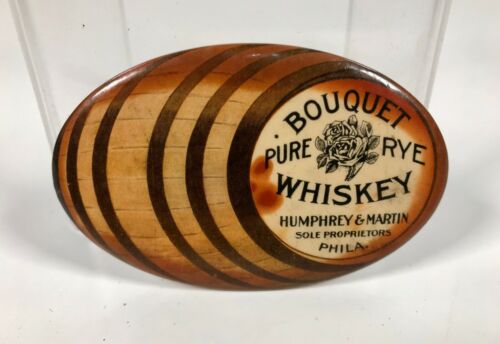 BOUQUET
PURE RYE
WHISKEY
HUMPHREY & MARTIN
SOLE PROPRIETORS
PHILA.